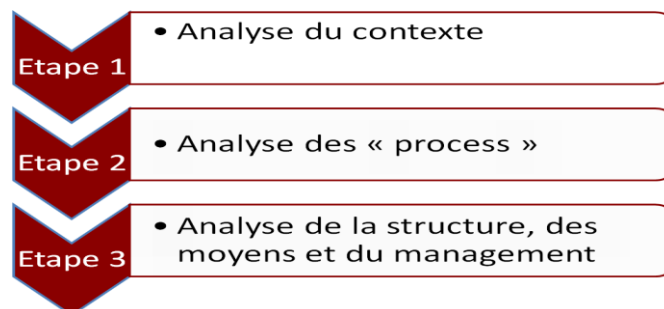 Etape 1
• Analyse du contexte
Etape 2
• Analyse des « process »
Etape 3
• Analyse de la structure, des
moyens et du management